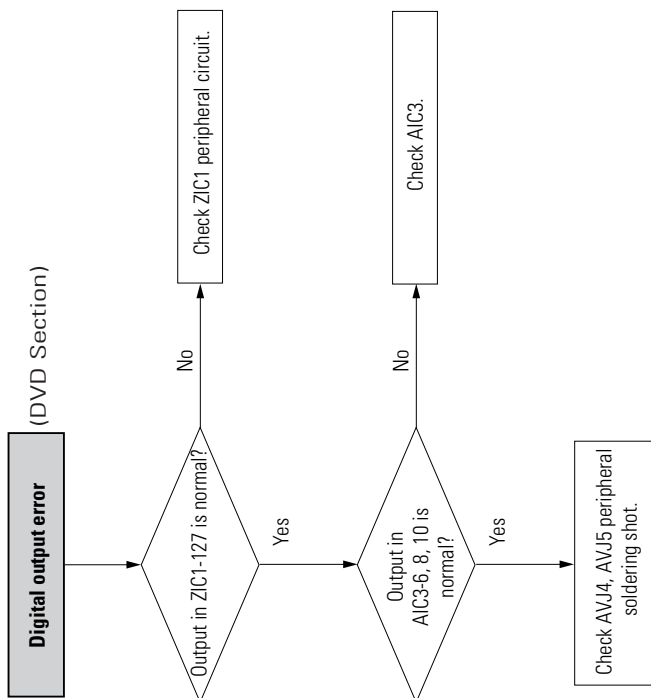 Digital output error
(DVD Section)
Output in ZIC1-127 is normal?
No
Check ZIC1 peripheral circuit.
Yes
Output in
AIC3-6, 8, 10 is
normal?
No
Check AIC3.
Yes
Check AVJ4, AVJ5 peripheral
soldering shot.